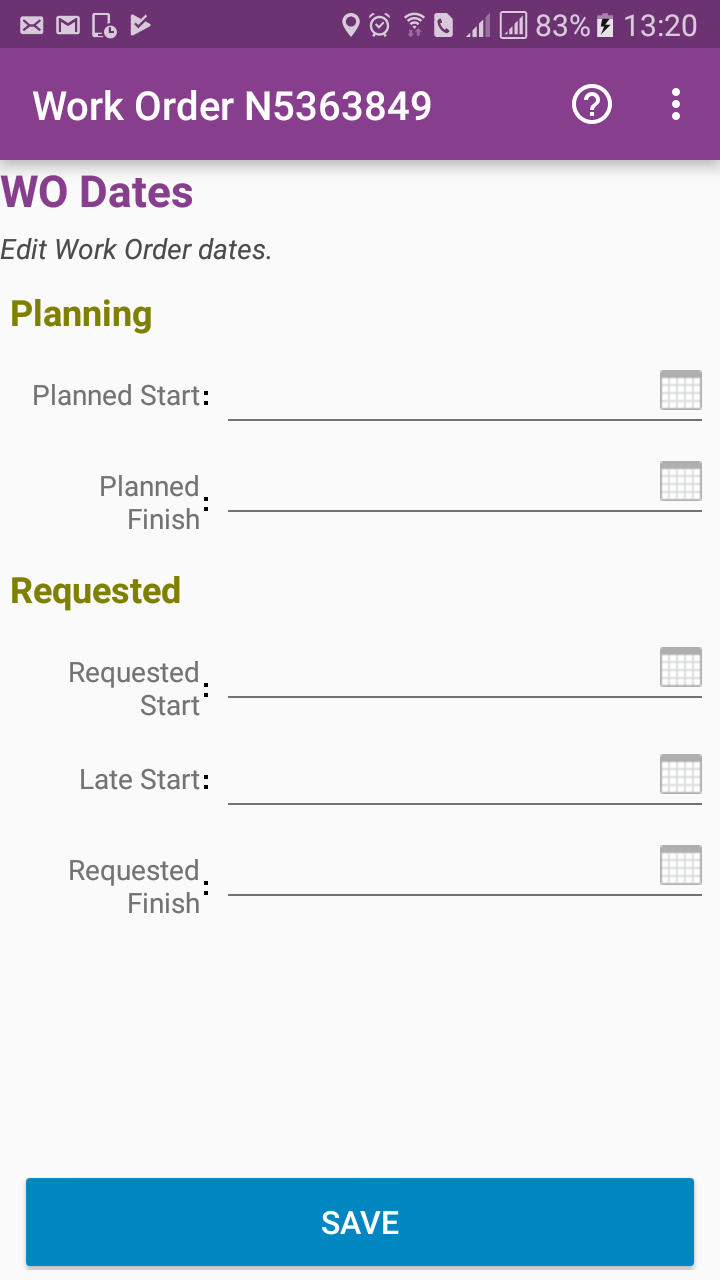 83% 13:20
Work Order N5363849
WO Dates
Edit Work Order dates.
Planning
Planned Start:
Planned
Finish:
Requested
Requested
Start:
Late Start:
Requested
Finish:
SAVE